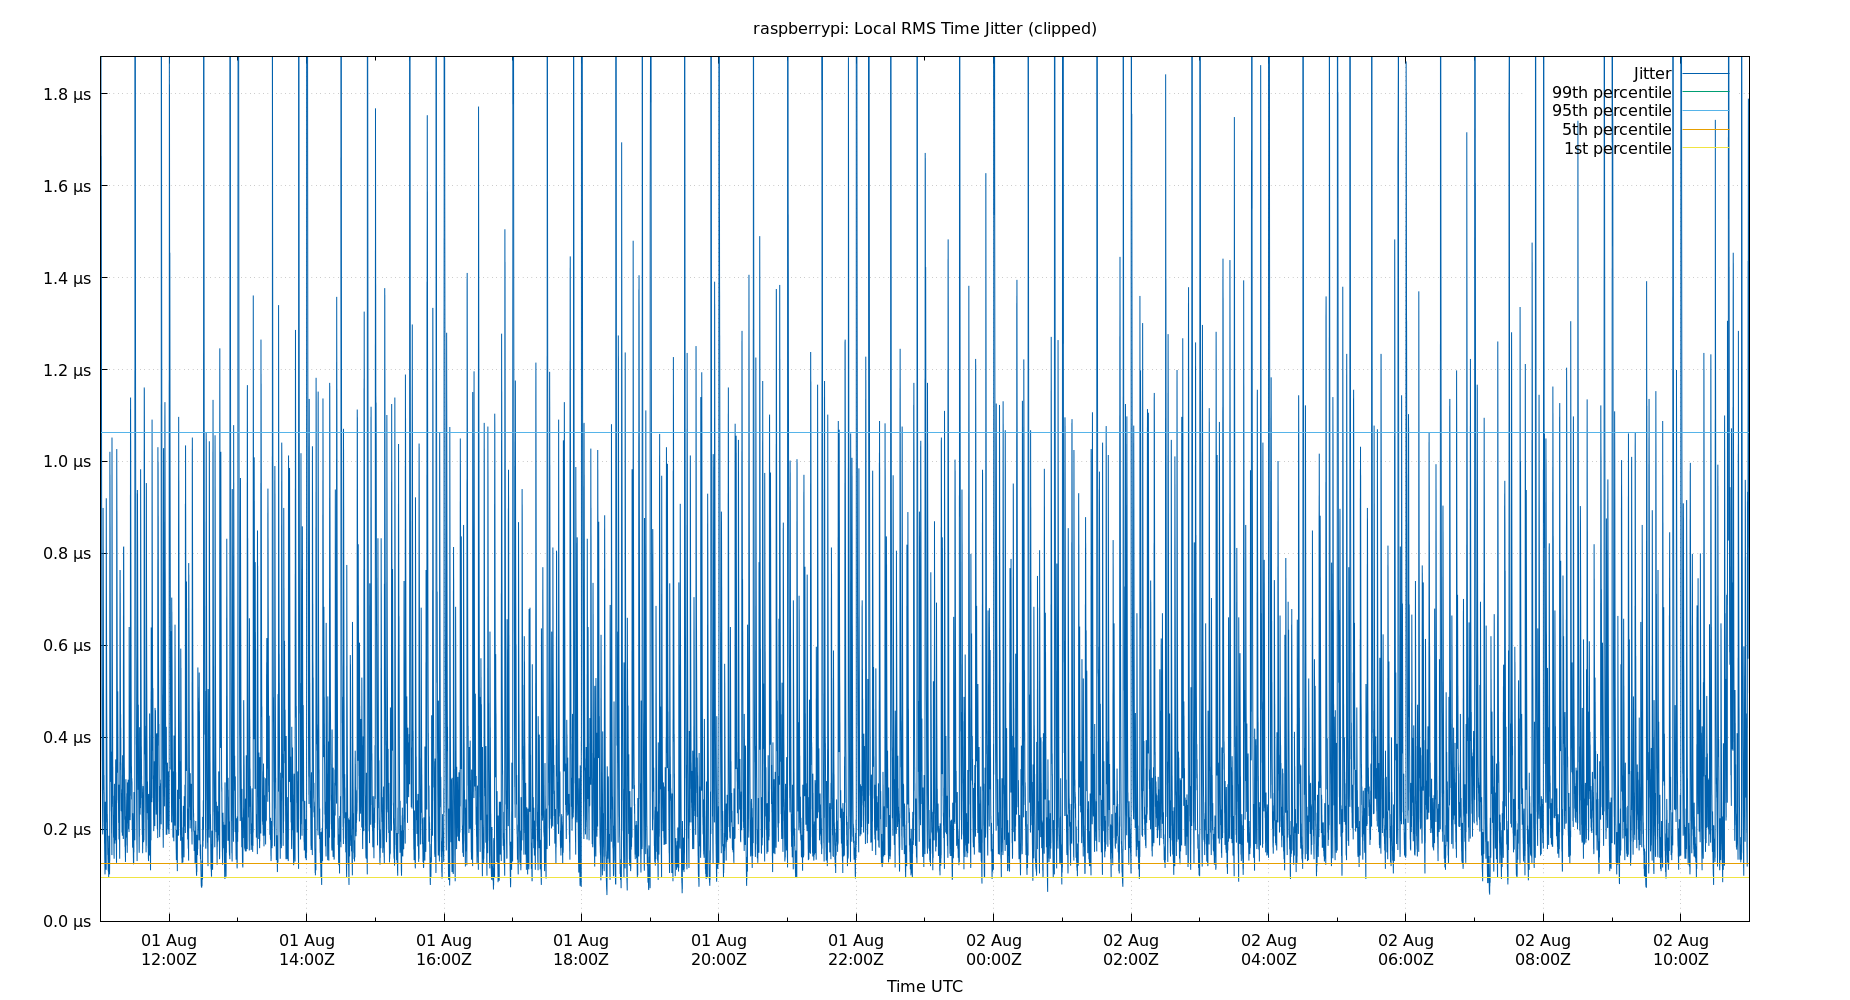 raspberrypi: Local RMS Time Jitter (clipped)
Jitter
99th percentile
95th percentile
5th percentile
1st percentile
1.8 μs
1.6 μs
1.4 μs
1.2 μs
1.0 μs
0.8 μs
0.6 μs
0.4 μs
0.2 μs
0.0 μs
01 Aug 01 Aug 01 Aug 01 Aug 01 Aug 01 Aug 02 Aug 02 Aug 02 Aug 02 Aug 02 Aug 02 Aug
12:00Z 14:00Z 16:00Z 18:00Z 20:00Z 22:00Z 00:00Z 02:00Z 04:00Z 06:00Z 08:00Z 10:00Z
Time UTC